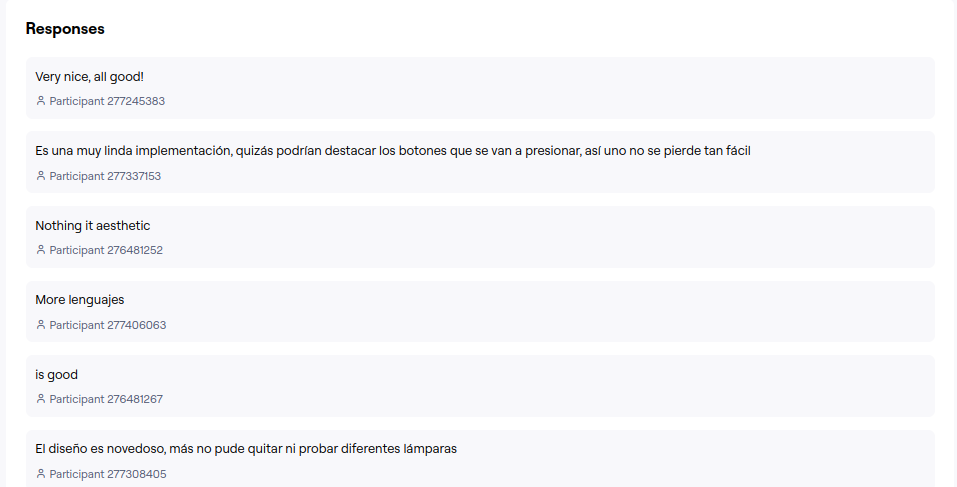 Responses
Very nice, all good!
Participant 277245383
Es una muy linda implementación, quizás podrían destacar los botones que se van a presionar, así uno no se pierde tan fácil
Participant 277337153
Nothing it aesthetic
Participant 276481252
More lenguajes
Participant 277406063
is good
Participant 276481267
El diseño es novedoso, más no pude quitar ni probar diferentes lámparas
Participant 277308405